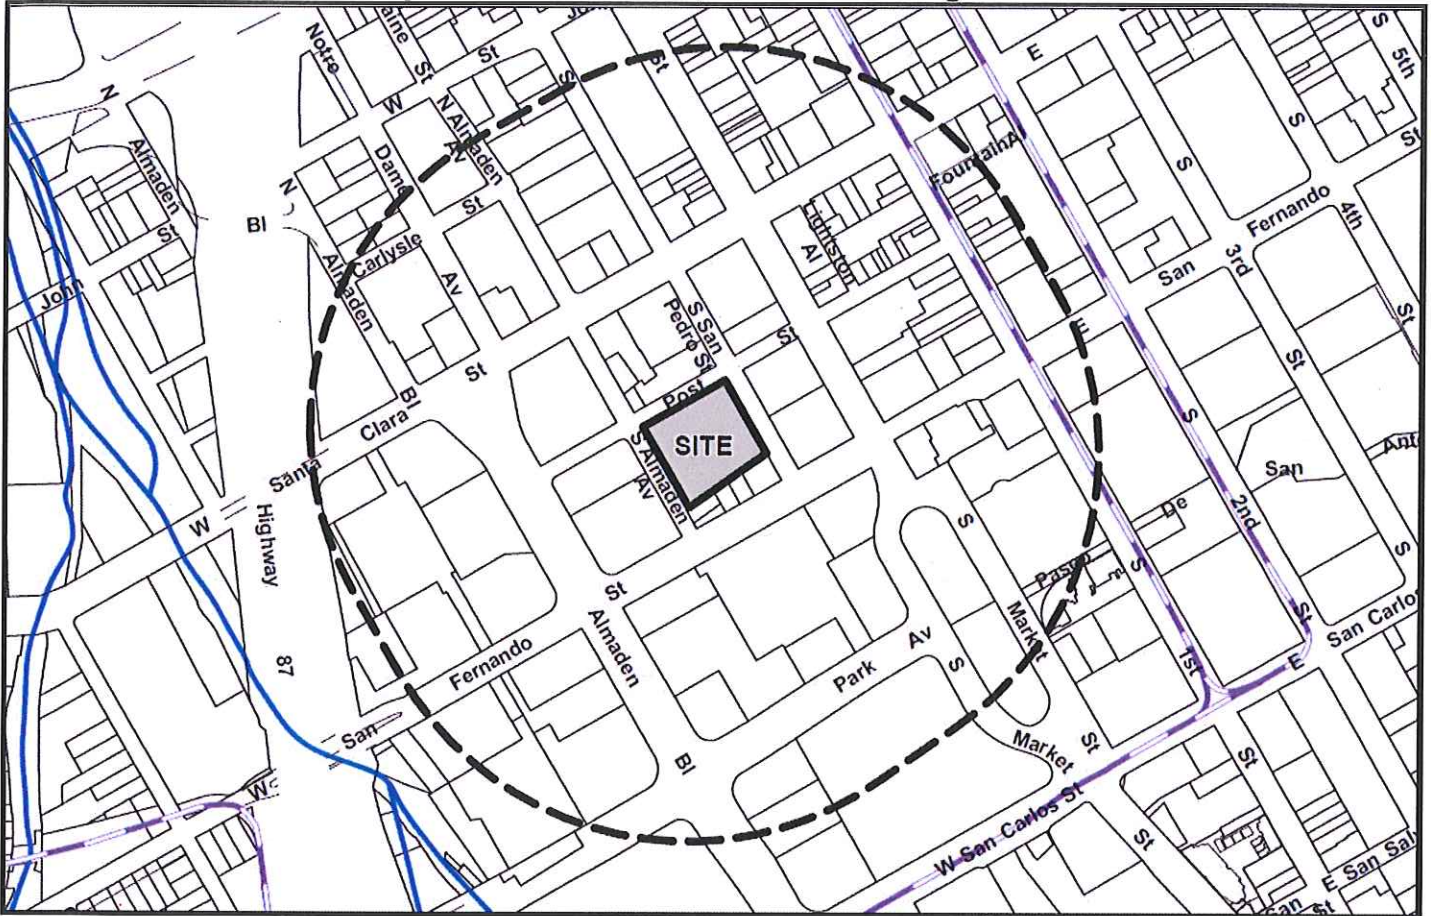 Notre
St
W
St
N Almaden
Av
S
St
E
S
5th
S
St
N
Almaden
St
John
Bl
N
Dame
St
Carlysle
Almaden
Av
Bl
Lightston
Al
Fountain Al
S
Fernando
4th
San
3rd
St
S San
Pedro St
St
Post
SITE
S Almaden
Av
E
St
Clara
Santa
W
Highway
87
S
San
De
2nd
S
Paseo
S
St
San Carlos
E
1st
Market
St
Almaden
Bl
Fernando
San
W
Park
Av
S
Market
St
W San Carlos St
St
St
E San Sal
San
St